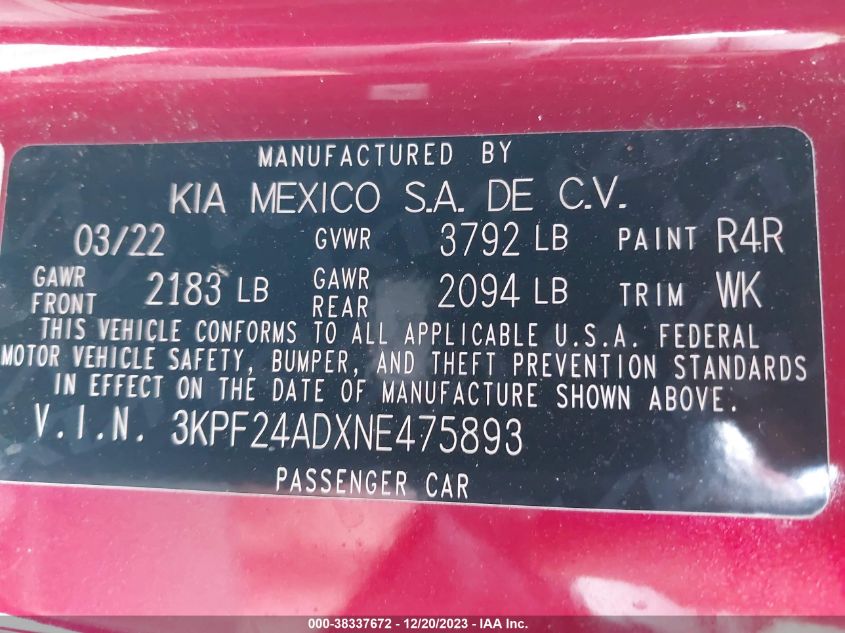 MANUFACTURED BY
KIA MEXICO S.A. DE C.V.
03/22 GVWR 3792 LB PAINT R4R
GAWR FRONT 2183 LB GAWR REAR 2094 LB TRIM WK
THIS VEHICLE CONFORMS TO ALL APPLICABLE U.S.A. FEDERAL
MOTOR VEHICLE SAFETY, BUMPER, AND THEFT PREVENTION STANDARDS
IN EFFECT ON THE DATE OF MANUFACTURE SHOWN ABOVE.
V.I.N. 3KPF24ADXNE475893
PASSENGER CAR
000-38337672 - 12/20/2023 - IAA Inc.